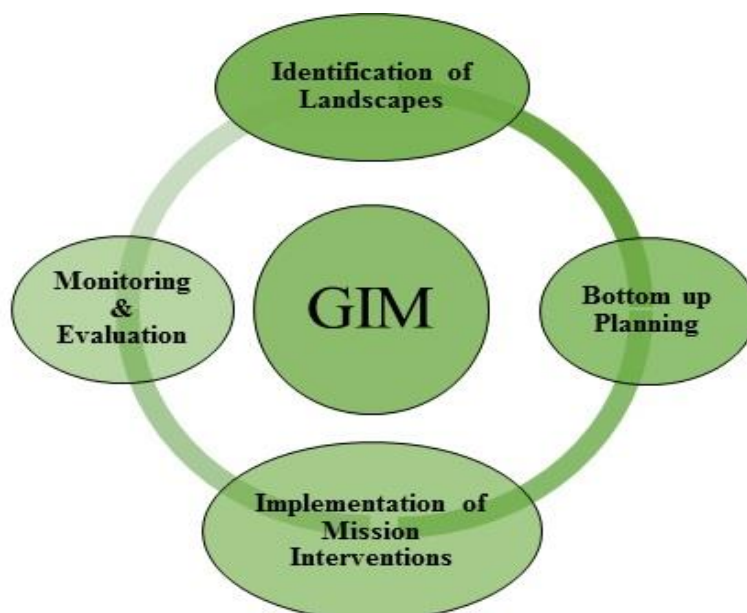 Identification of
Landscapes
Monitoring
&
Evaluation
GIM
Bottom up
Planning
Implementation of
Mission
Interventions